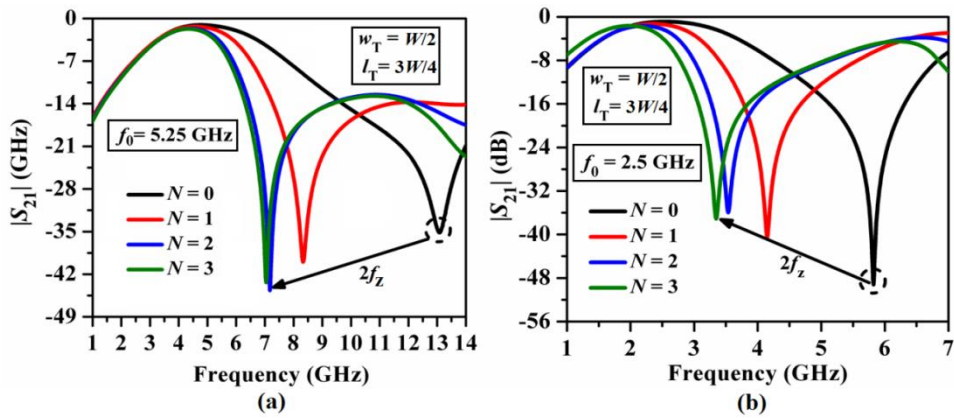 0
-7
-14
-21
-28
-35
-42
-49
|S21| (GHz)
wT = W/2
lT= 3W/4
f0= 5.25 GHz
N = 0
N = 1
N = 2
N = 3
2fz
1 2 3 4 5 6 7 8 9 10 11 12 13 14
Frequency (GHz)
(a)
0
-8
-16
-24
-32
-40
-48
-56
|S21| (dB)
wT = W/2
lT= 3W/4
f0 = 2.5 GHz
N = 0
N = 1
N = 2
N = 3
2fz
1 2 3 4 5 6 7
Frequency (GHz)
(b)